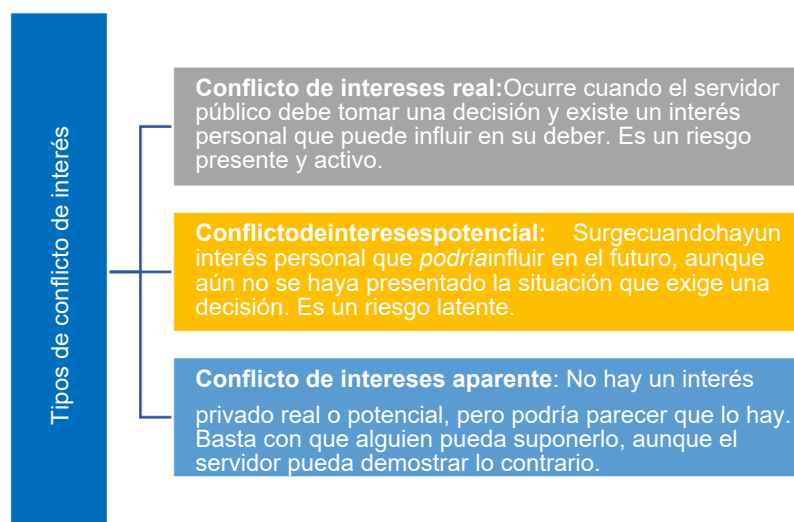 Tipos de conflicto de interés
Conflicto de intereses real:Ocurre cuando el servidor
público debe tomar una decisión y existe un interés
personal que puede influir en su deber. Es un riesgo
presente y activo.
Conflictodeinteresespotencial: Surgecuandohayun
interés personal que podríainfluir en el futuro, aunque
aún no se haya presentado la situación que exige una
decisión. Es un riesgo latente.
Conflicto de intereses aparente: No hay un interés
privado real o potencial, pero podría parecer que lo hay.
Basta con que alguien pueda suponerlo, aunque el
servidor pueda demostrar lo contrario.